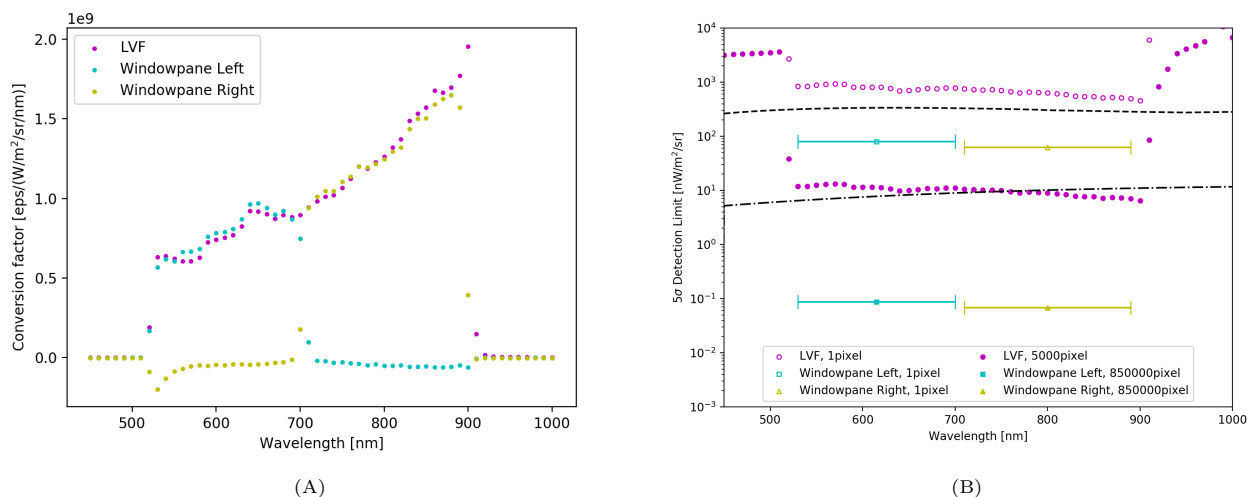 1e9
Conversion factor [eps/(W/m²/sr/nm)]
2.0
1.5
1.0
0.5
0.0
LVF
Windowpane Left
Windowpane Right
500 600 700 800 900 1000
Wavelength [nm]
(A)
5σ Detection Limit [nW/m²/sr]
10⁴
10³
10²
10¹
10⁰
10⁻¹
10⁻²
10⁻³
LVF, 1pixel
Windowpane Left, 1pixel
Windowpane Right, 1pixel
LVF, 5000pixel
Windowpane Left, 850000pixel
Windowpane Right, 850000pixel
500 600 700 800 900 1000
Wavelength [nm]
(B)